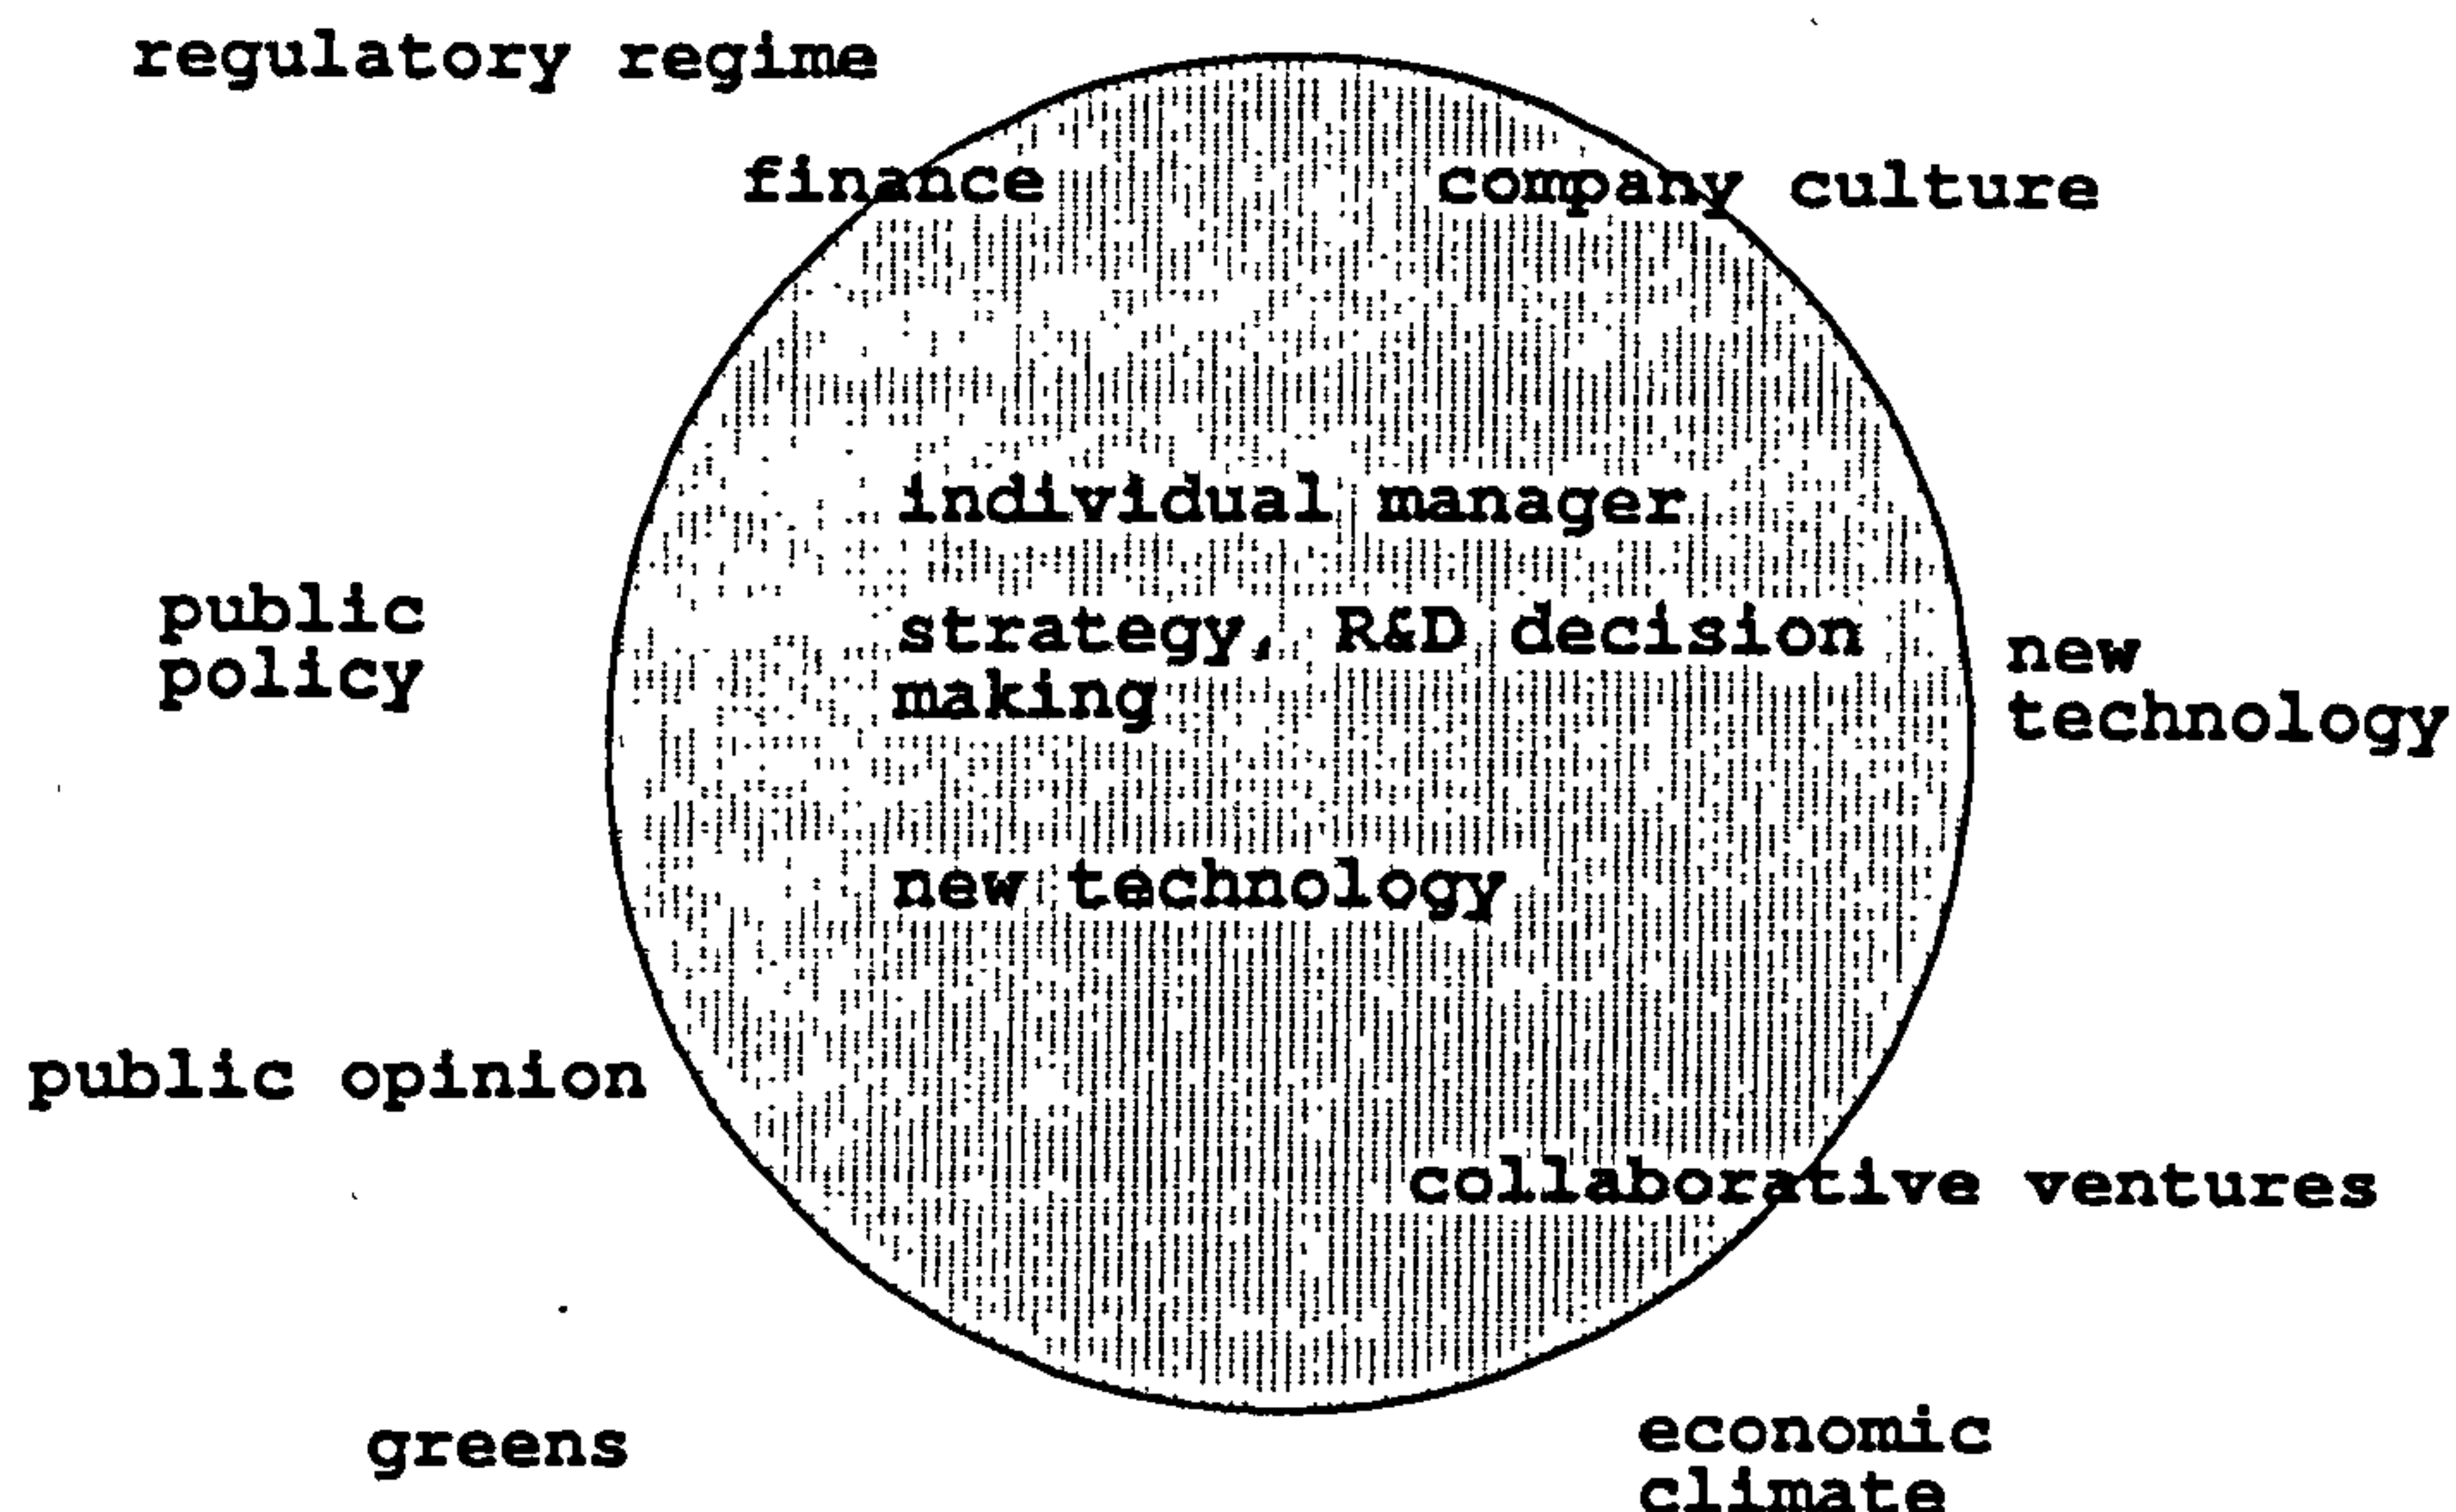 regulatory regime
finance
company culture
individual manager
public
policy
strategy, R&D decision
making
new
technology
new technology
public opinion
collaborative ventures
greens
economic
climate